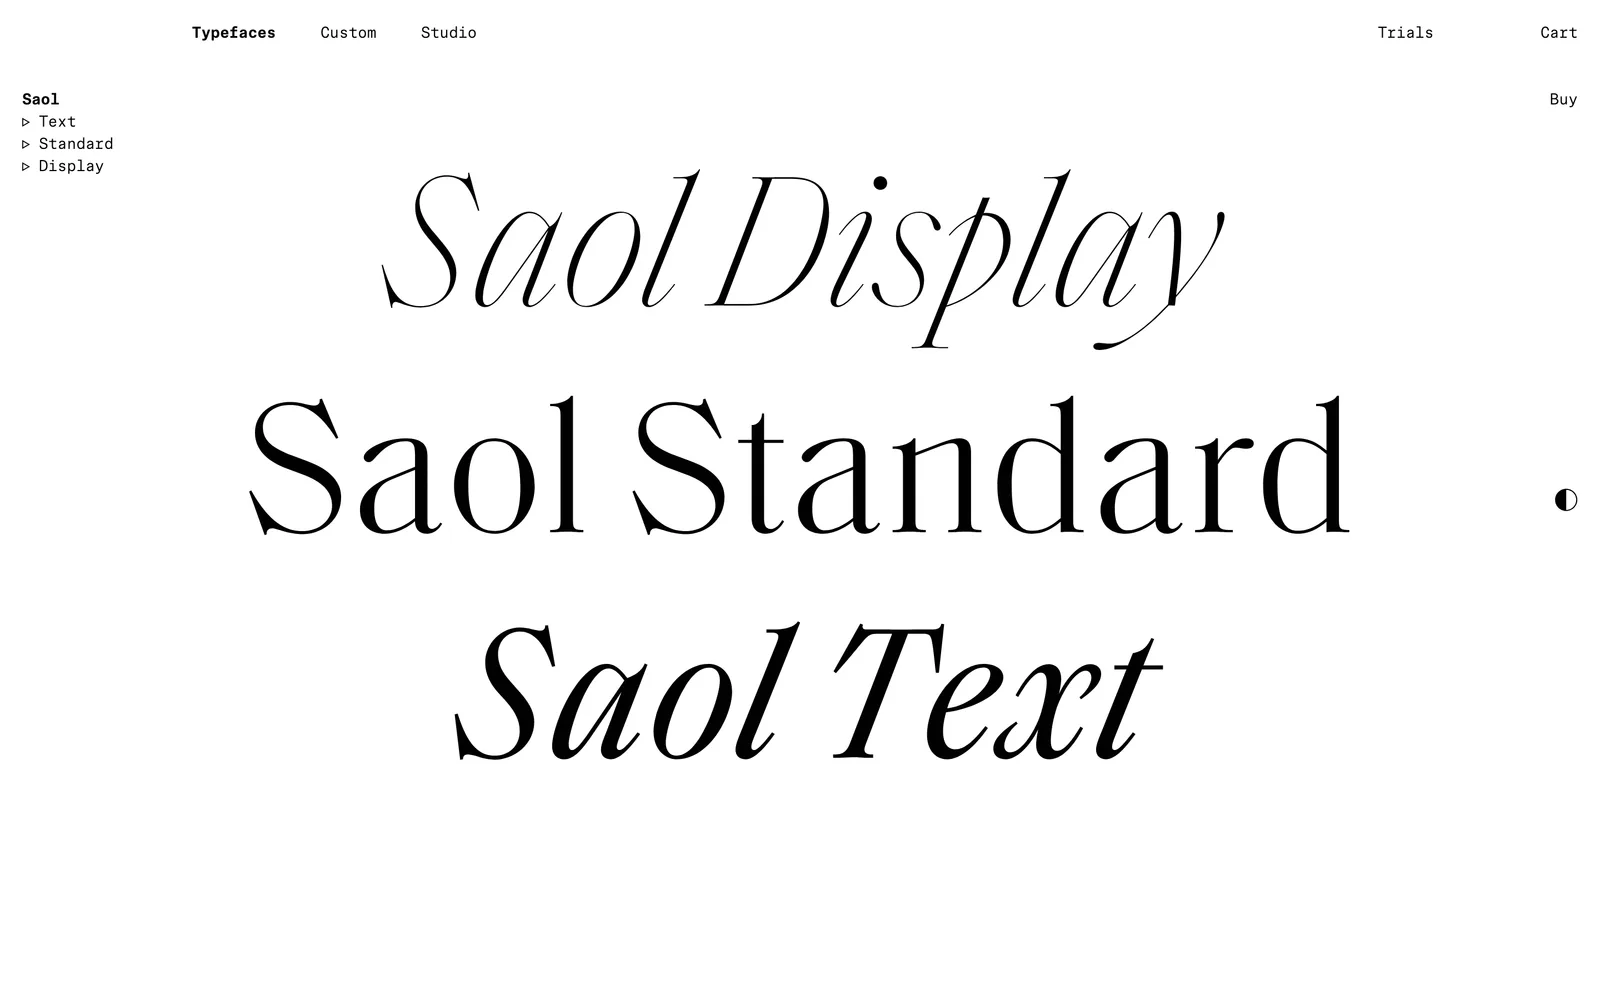 Typefaces Custom Studio Trials Cart
Saol Buy
Text
Standard
Display
Saol Display
Saol Standard
Saol Text